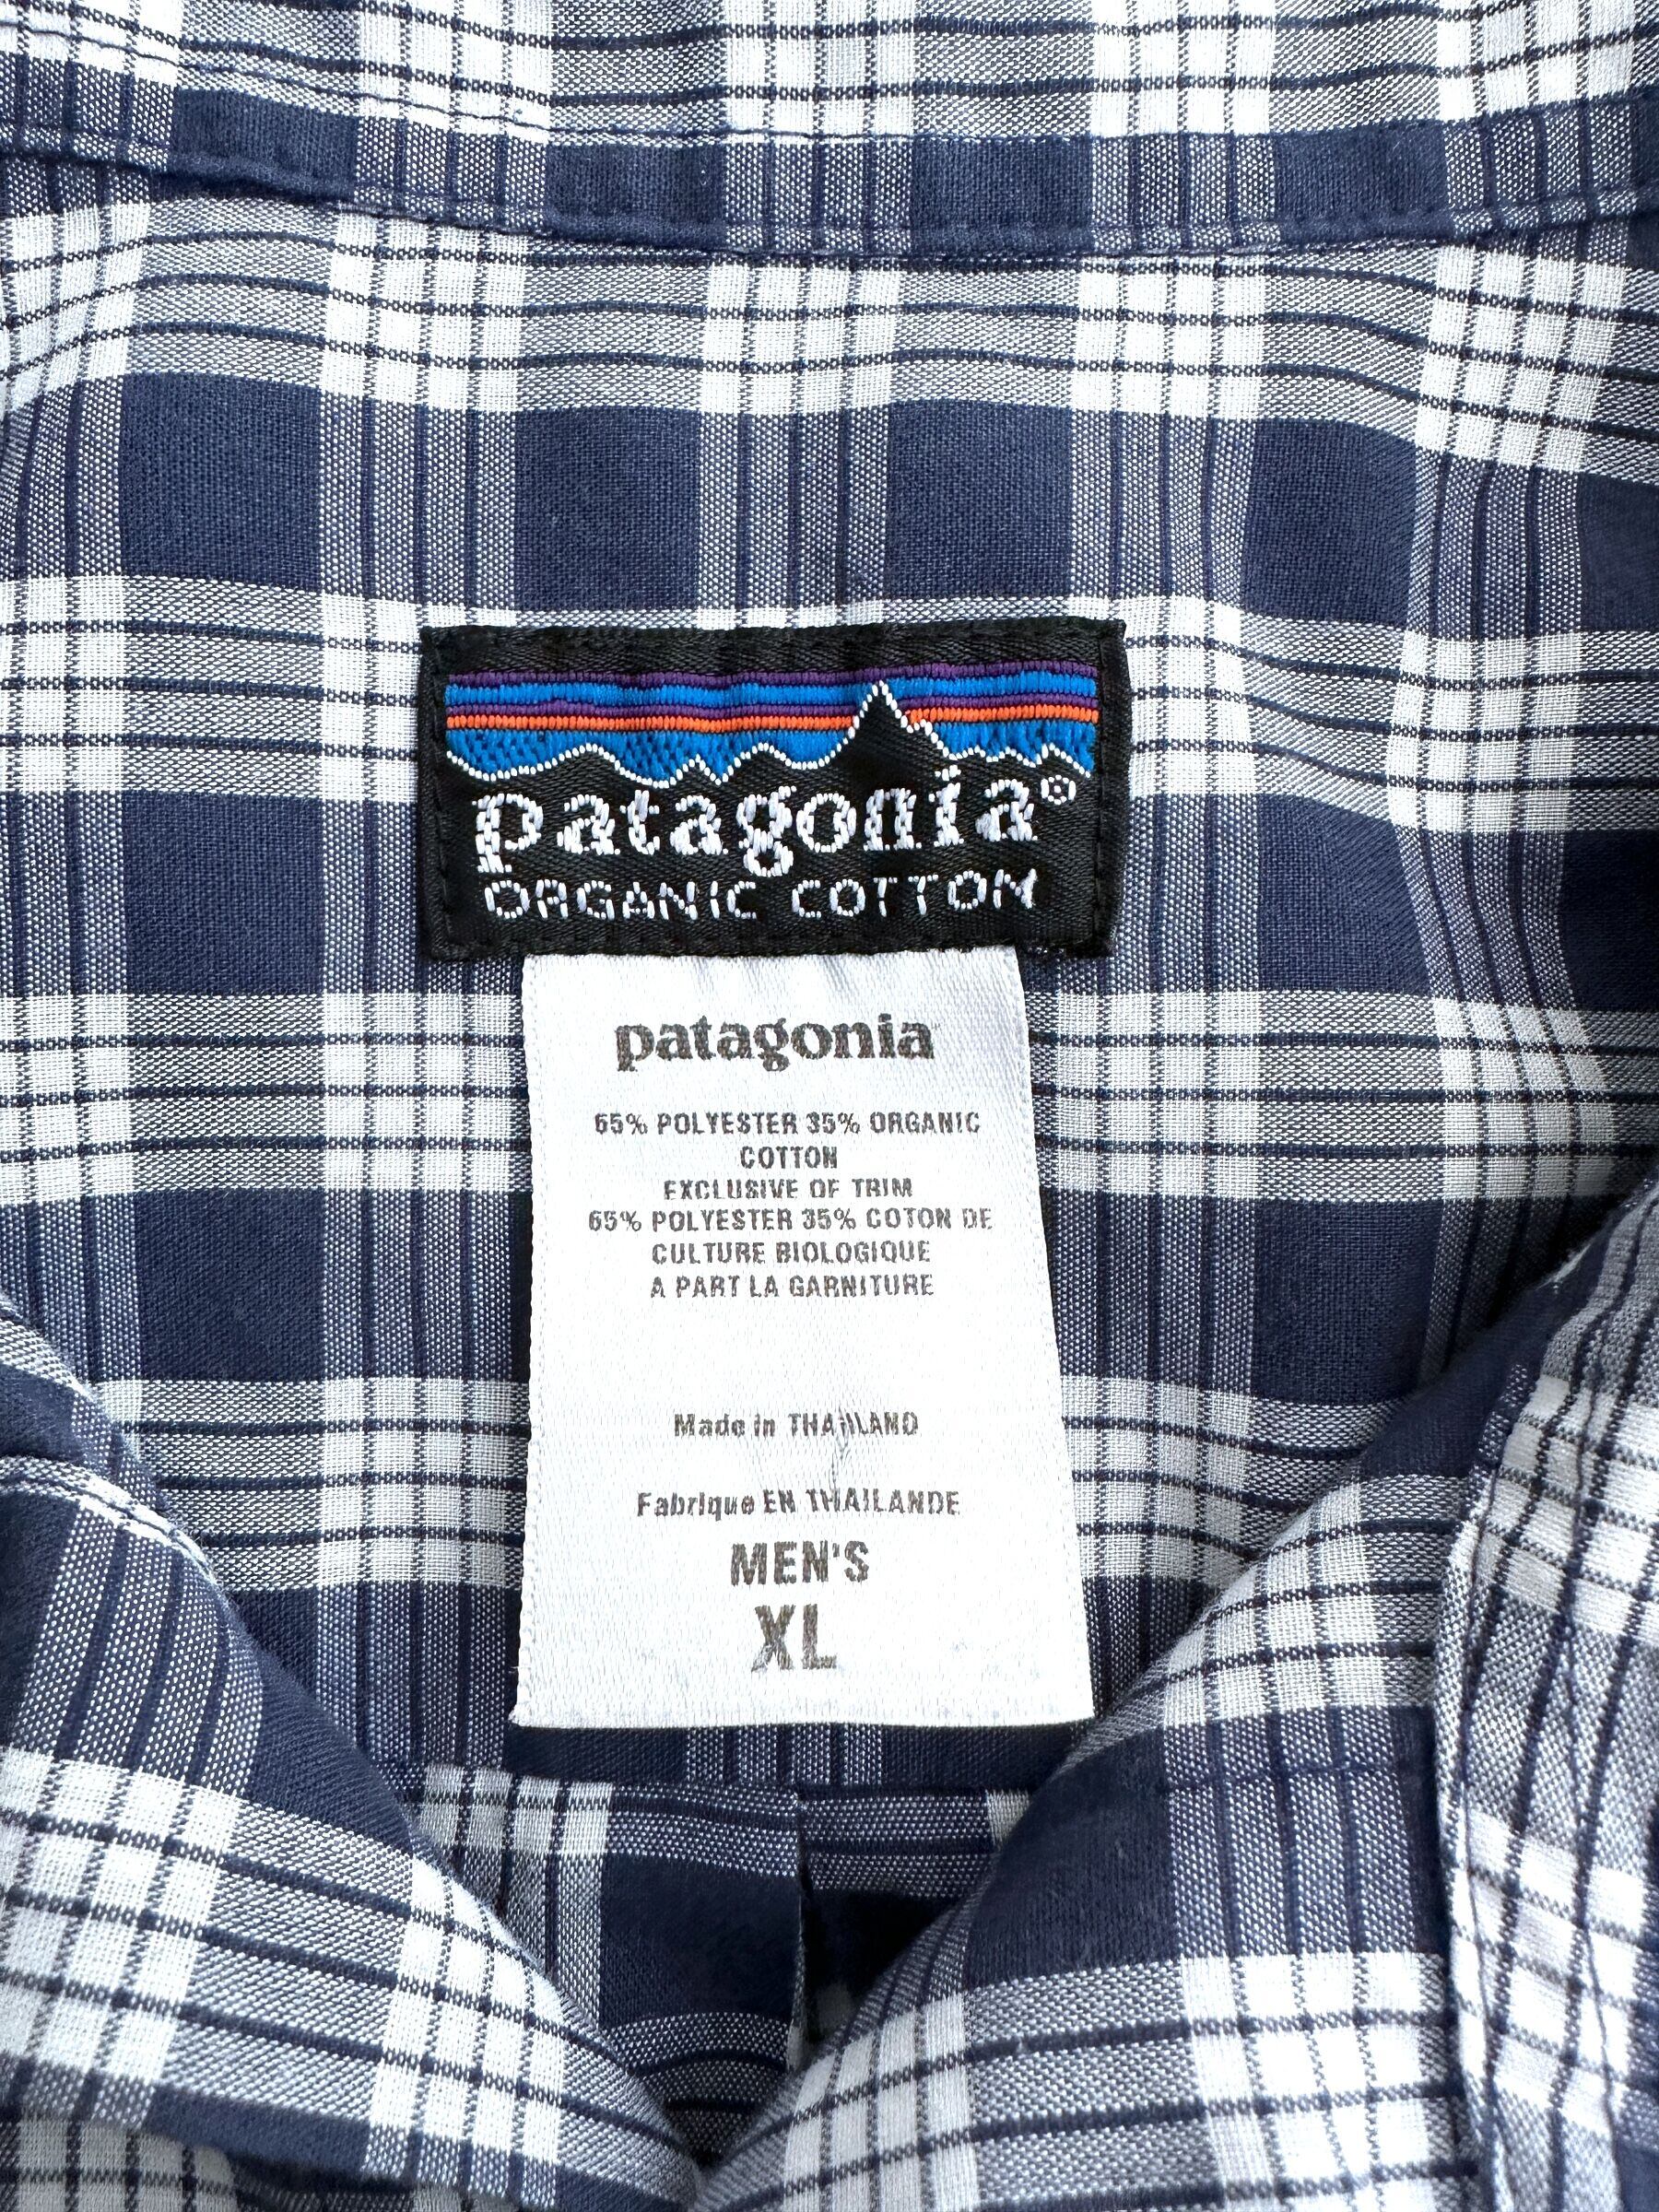 patagonia®
ORGANIC COTTON
patagonia
65% POLYESTER 35% ORGANIC
COTTON
EXCLUSIVE OF TRIM
65% POLYESTER 35% COTON DE
CULTURE BIOLOGIQUE
A PART LA GARNITURE
Made in THAILAND
Fabrique EN THAILANDE
MEN'S
XL